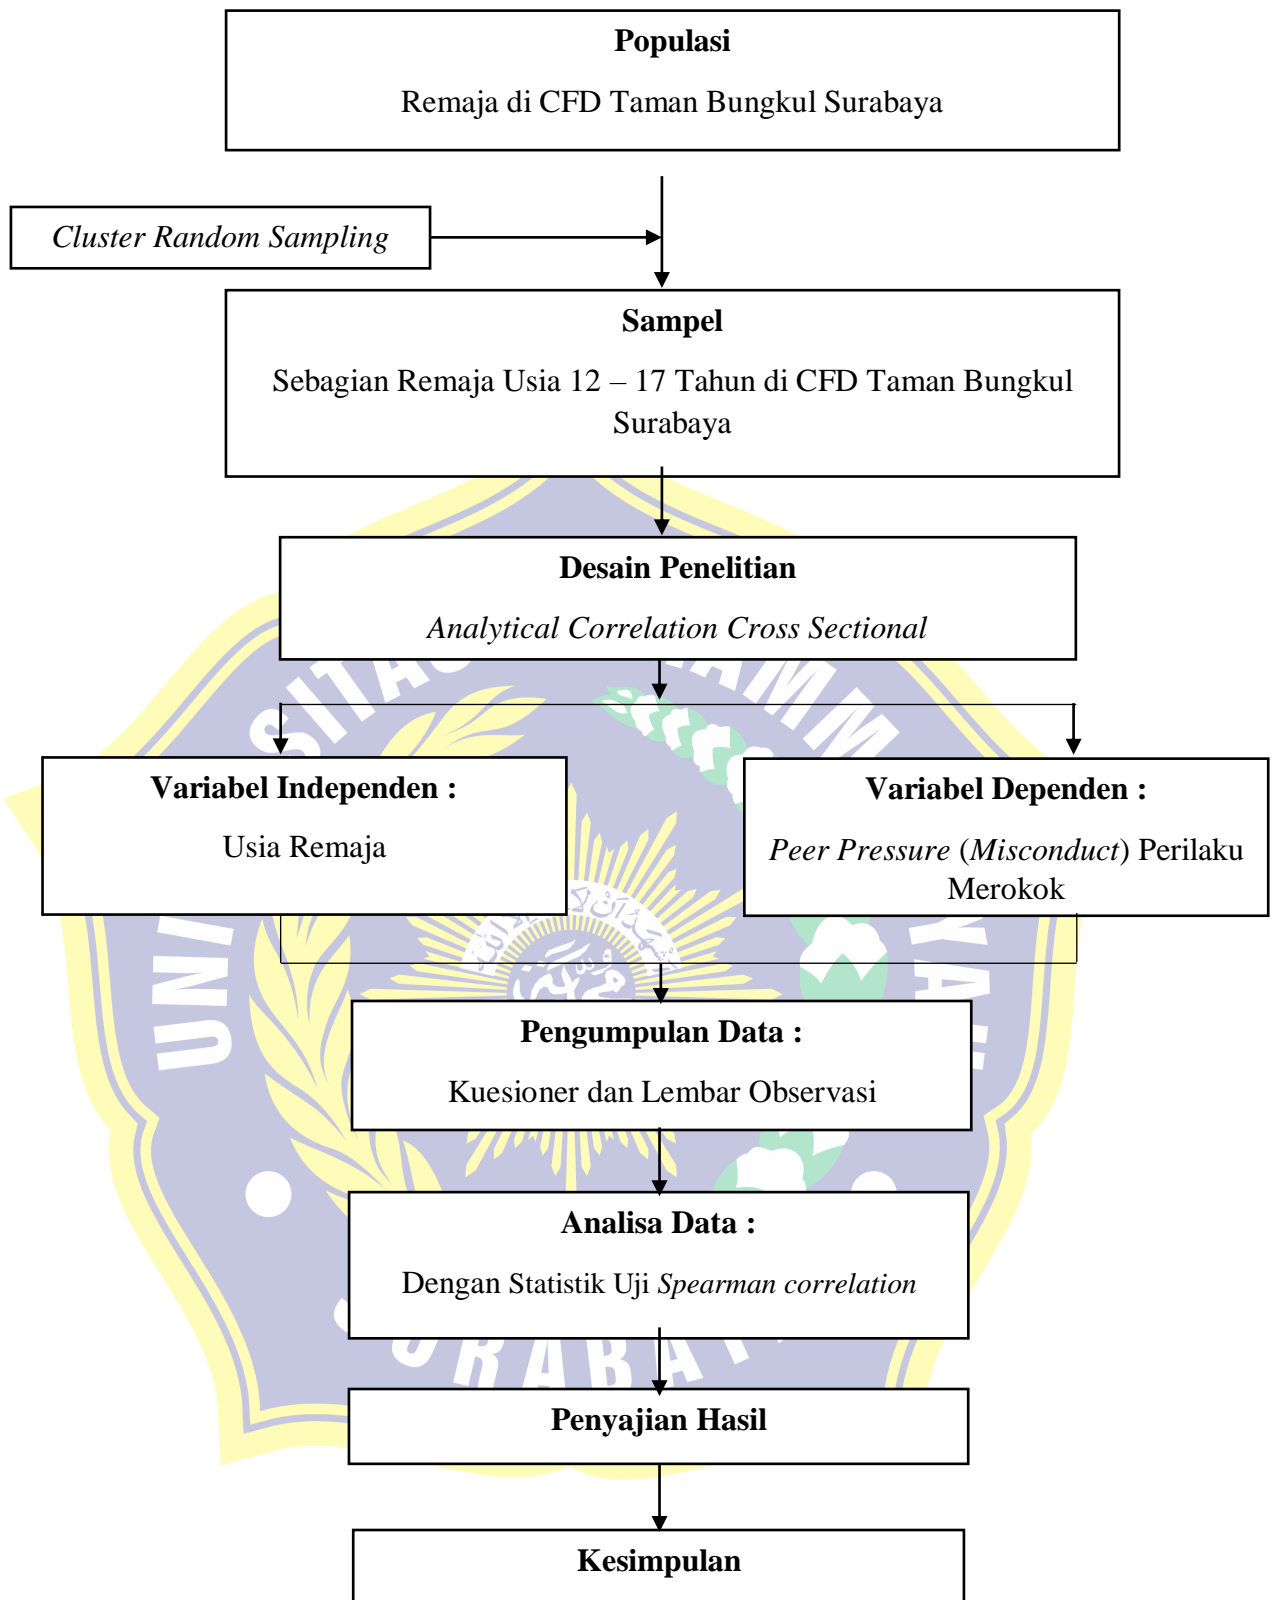 Populasi
Remaja di CFD Taman Bungkul Surabaya
Cluster Random Sampling
Sampel
Sebagian Remaja Usia 12 – 17 Tahun di CFD Taman Bungkul
Surabaya
Desain Penelitian
Analytical Correlation Cross Sectional
Variabel Independen :
Usia Remaja
Variabel Dependen :
Peer Pressure (Misconduct) Perilaku
Merokok
Pengumpulan Data :
Kuesioner dan Lembar Observasi
Analisa Data :
Dengan Statistik Uji Spearman correlation
Penyajian Hasil
Kesimpulan